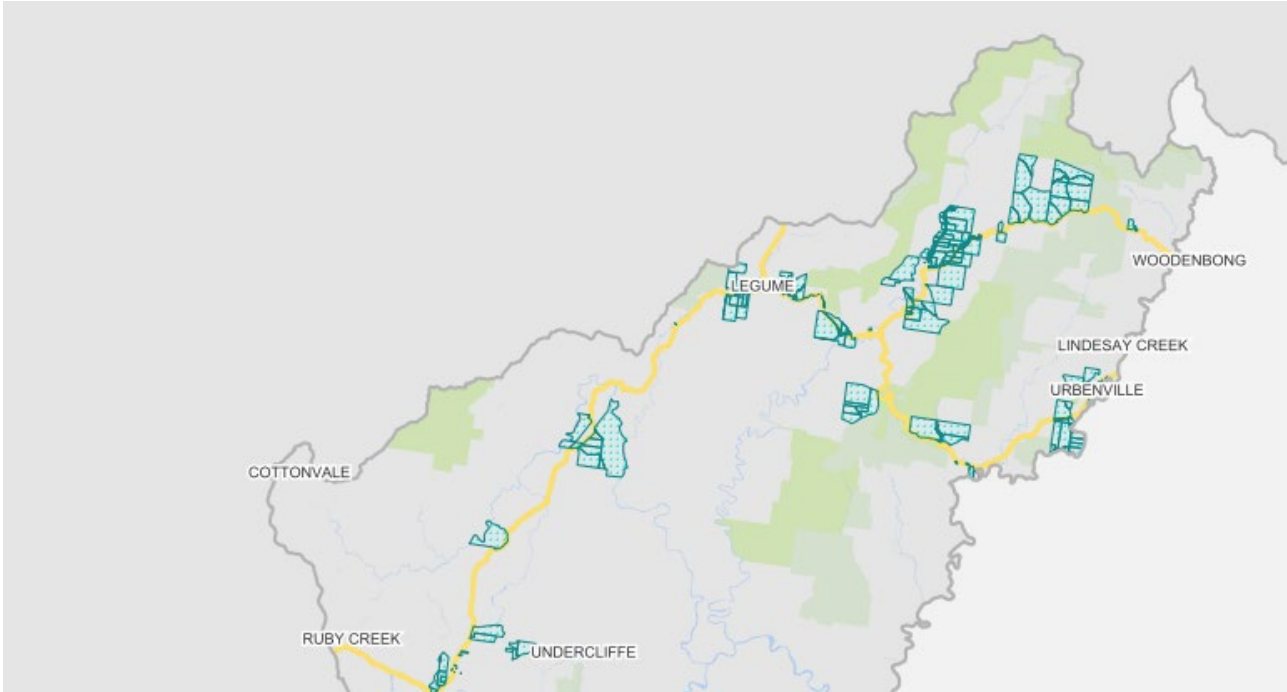 WOODENBONG
LEGUME
LINDESAY CREEK
URBENVILLE
COTTONVALE
RUBY CREEK
UNDERCLIFFE